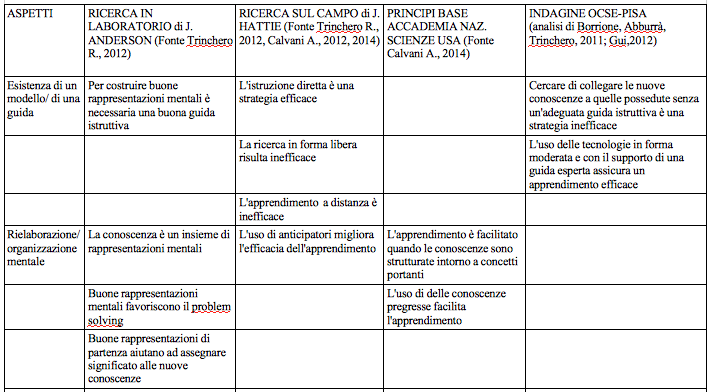 ASPETTI
RICERCA IN
LABORATORIO di J.
ANDERSON (Fonte Trinchero
R., 2012)
RICERCA SUL CAMPO di J.
HATTIE (Fonte Trinchero R.,
2012, Calvani A., 2012, 2014)
PRINCIPI BASE
ACCADEMIA NAZ.
SCIENZE USA (Fonte
Calvani A., 2014)
INDAGINE OCSE-PISA
(analisi di Borrione, Abburrà,
Trinchero, 2011; Gui,2012)
Esistenza di un
modello/ di una
guida
Per costruire buone
rappresentazioni mentali è
necessaria una buona guida
istruttiva
L'istruzione diretta è una
strategia efficace
Cercare di collegare le nuove
conoscenze a quelle possedute senza
un'adeguata guida istruttiva è una
strategia inefficace
La ricerca in forma libera
risulta inefficace
L'uso delle tecnologie in forma
moderata e con il supporto di una
guida esperta assicura un
apprendimento efficace
L'apprendimento a distanza è
inefficace
Rielaborazione/
organizzazione
mentale
La conoscenza è un insieme di
rappresentazioni mentali
L'uso di anticipatori migliora
l'efficacia dell'apprendimento
L'apprendimento è facilitato
quando le conoscenze sono
strutturate intorno a concetti
portanti
Buone rappresentazioni
mentali favoriscono il problem
solving
L'uso di delle conoscenze
pregresse facilita
l'apprendimento
Buone rappresentazioni di
partenza aiutano ad assegnare
significato alle nuove
conoscenze